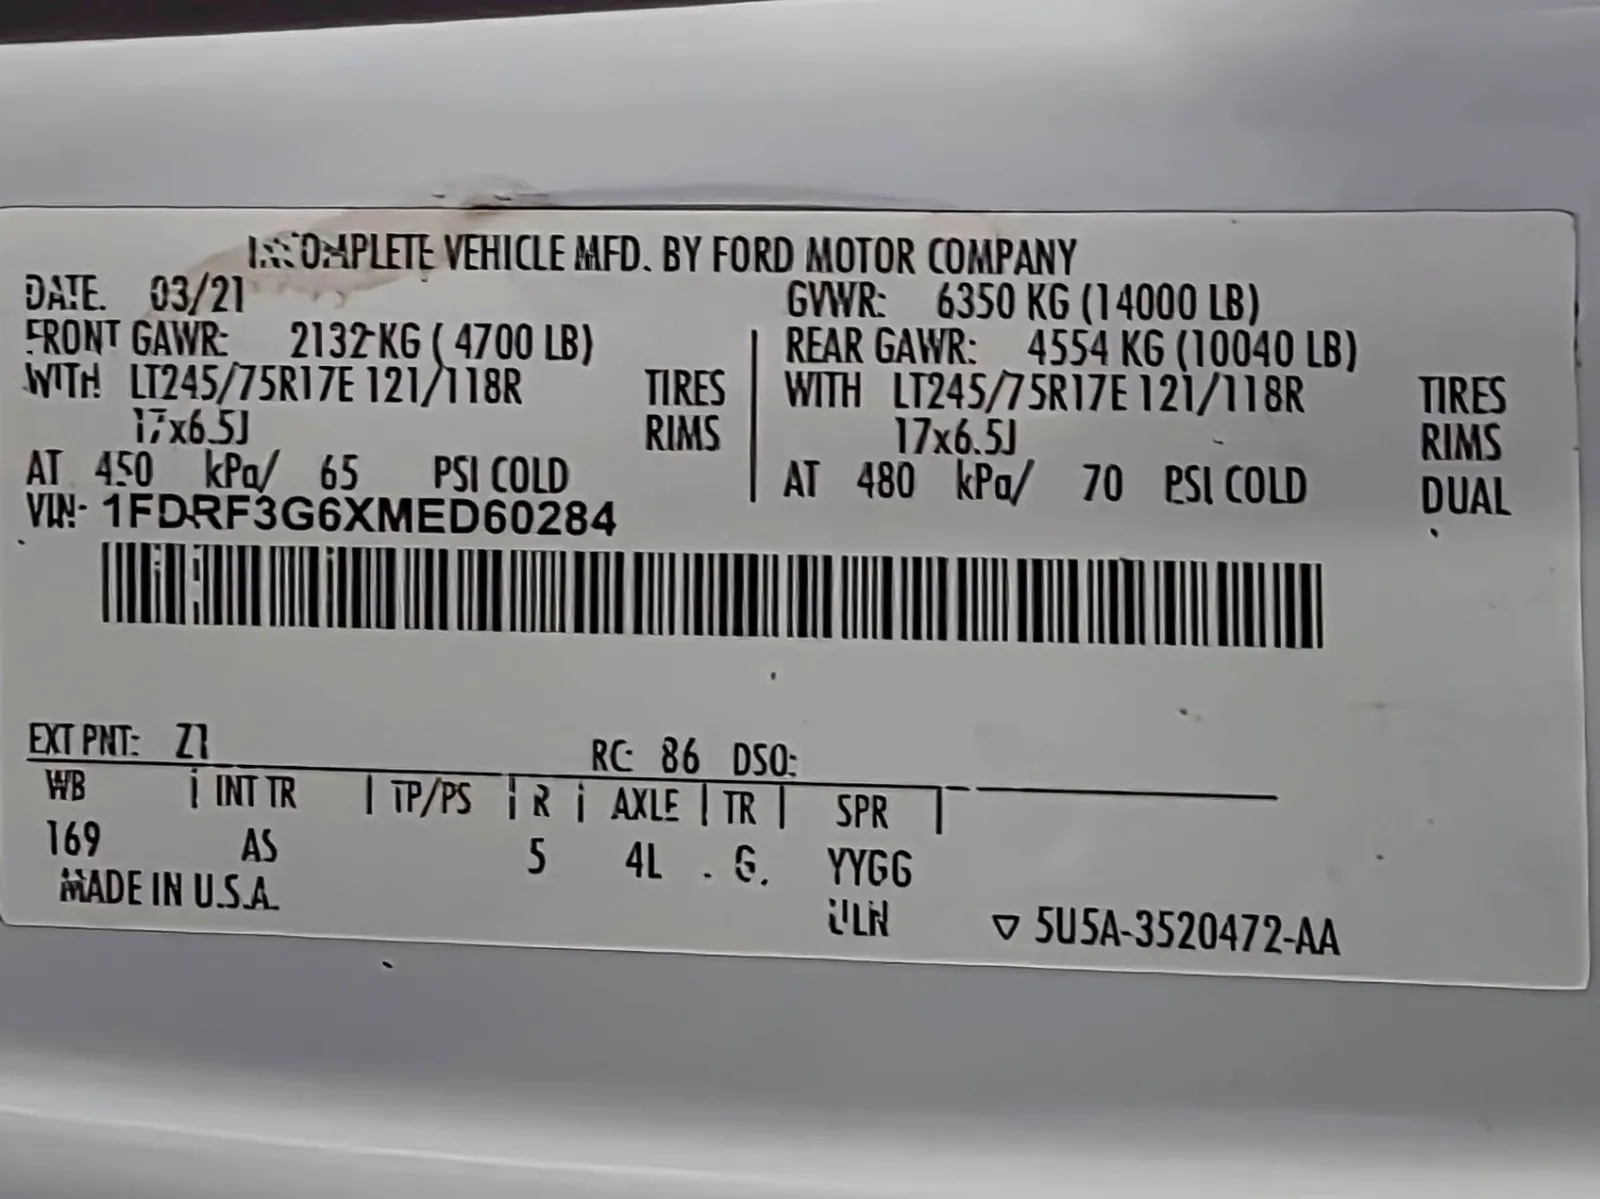 INCOMPLETE VEHICLE MFD. BY FORD MOTOR COMPANY
DATE. 03/21 GVWR: 6350 KG (14000 LB)
FRONT GAWR: 2132 KG ( 4700 LB) REAR GAWR: 4554 KG (10040 LB)
WITH LT245/75R17E 121/118R TIRES WITH LT245/75R17E 121/118R TIRES
17x6.5J RIMS 17x6.5J RIMS
AT 450 kPa/ 65 PSI COLD AT 480 kPa/ 70 PSI COLD DUAL
VIN: 1FDRF3G6XMED60284
EXT PNT: Z1 RC: 86 DSO:
WB | INT TR | TP/PS | R | AXLE | TR | SPR |
169 AS 5 4L G YYGG
MADE IN U.S.A. ULN ▽ 5U5A-3520472-AA